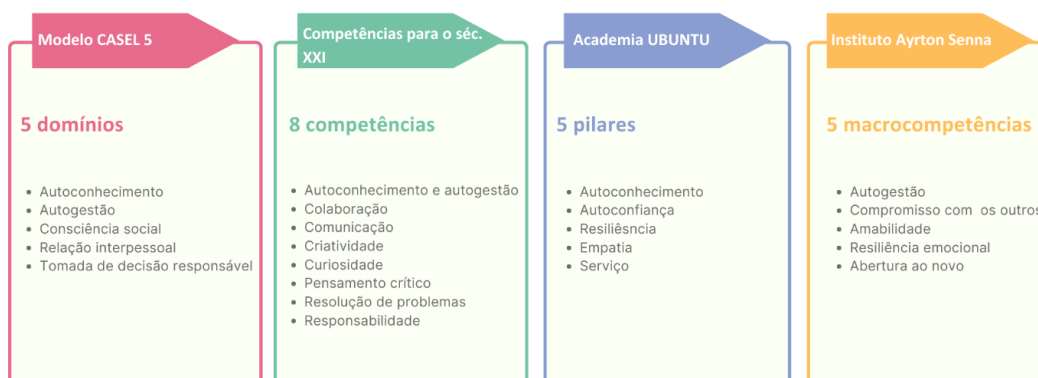 Modelo CASEL 5
5 domínios
Autoconhecimento
Autogestão
Consciência social
Relação interpessoal
Tomada de decisão responsável
Competências para o séc.
XXI
8 competências
Autoconhecimento e autogestão
Colaboração
Comunicação
Criatividade
Curiosidade
Pensamento crítico
Resolução de problemas
Responsabilidade
Academia UBUNTU
5 pilares
Autoconhecimento
Autoconfiança
Resiliêsncia
Empatia
Serviço
Instituto Ayrton Senna
5 macrocompetências
Autogestão
Compromisso com os outros
Amabilidade
Resiliência emocional
Abertura ao novo